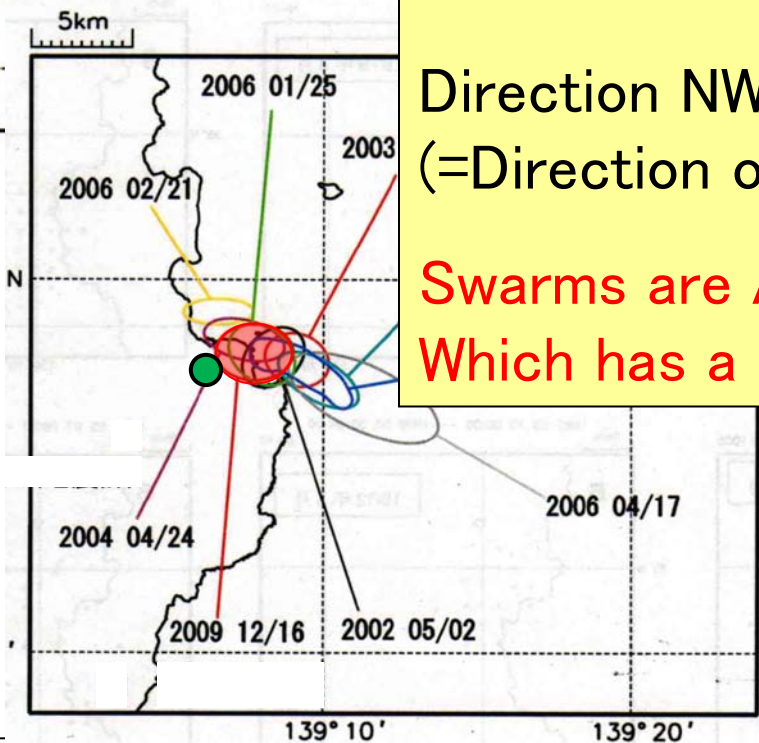 5km
2006 01/25
Direction NW
(=Direction o
2003
2006 02/21
N
Swarms are
Which has a
2006 04/17
2004 04/24
2009 12/16
2002 05/02
139°10′
139°20′